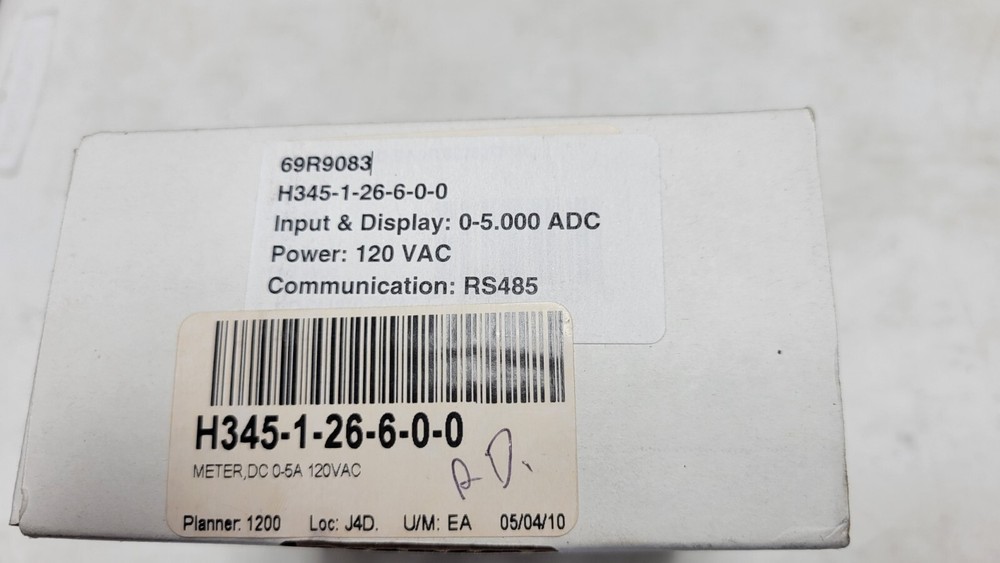 69R9083
H345-1-26-6-0-0
Input & Display: 0-5.000 ADC
Power: 120 VAC
Communication: RS485
H345-1-26-6-0-0
METER,DC 0-5A 120VAC
Planner: 1200 Loc: J4D. U/M: EA 05/04/10